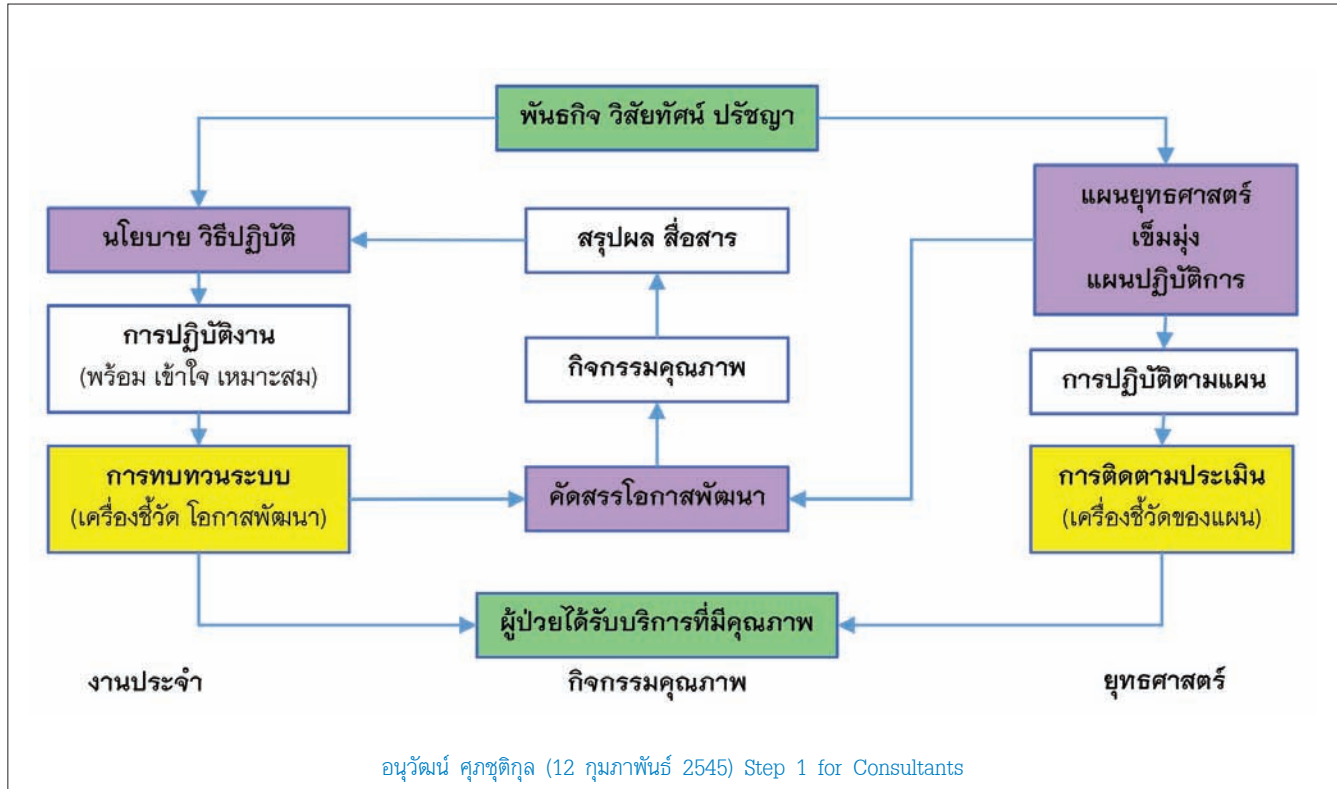 พันธกิจ วิสัยทัศน์ ปรัชญา
นโยบาย วิธีปฏิบัติ
สรุปผล สื่อสาร
แผนยุทธศาสตร์
เข็มมุ่ง
แผนปฏิบัติการ
การปฏิบัติงาน
(พร้อม เข้าใจ เหมาะสม)
กิจกรรมคุณภาพ
การปฏิบัติตามแผน
การทบทวนระบบ
(เครื่องชี้วัด โอกาสพัฒนา)
คัดสรรโอกาสพัฒนา
การติดตามประเมิน
(เครื่องชี้วัดของแผน)
ผู้ป่วยได้รับบริการที่มีคุณภาพ
งานประจำ
กิจกรรมคุณภาพ
ยุทธศาสตร์
อนุวัฒน์ ศุภชุติกุล (12 กุมภาพันธ์ 2545) Step 1 for Consultants